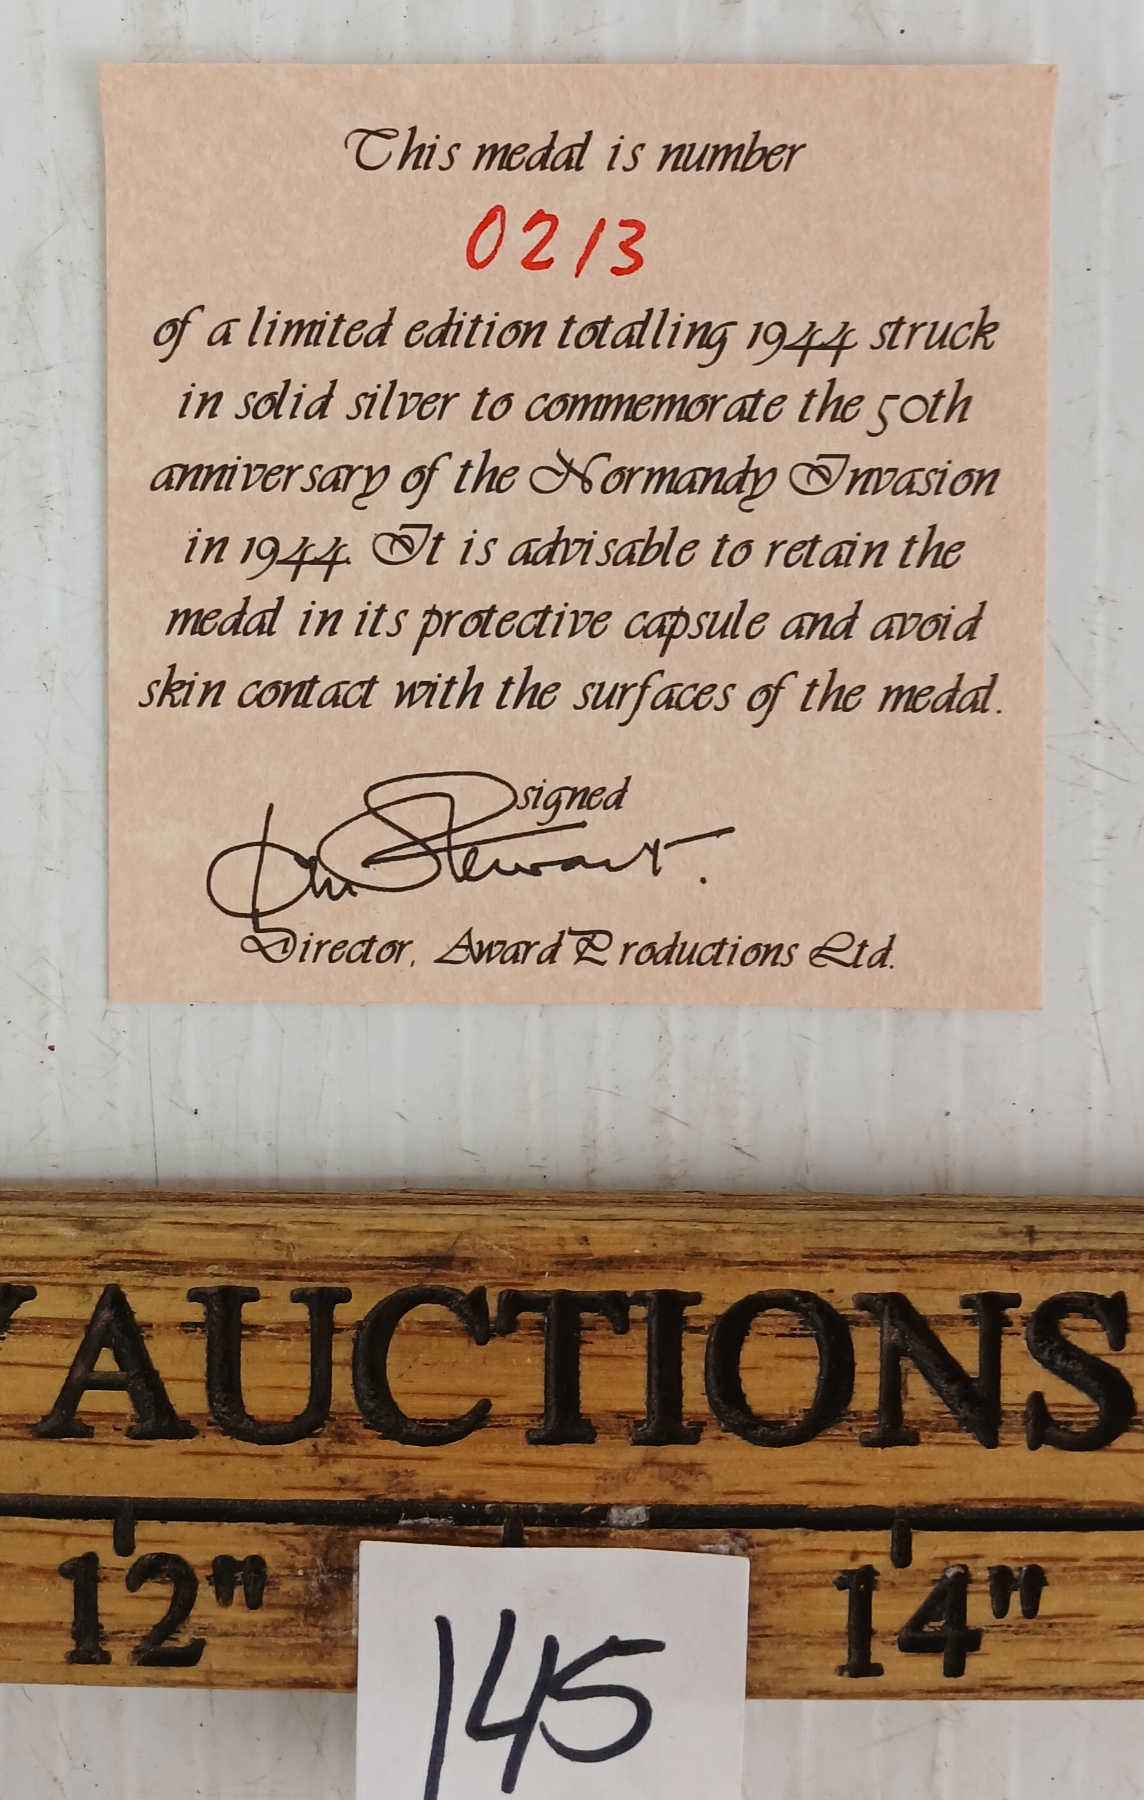 This medal is number
0213
of a limited edition totalling 1944 struck
in solid silver to commemorate the 50th
anniversary of the Normandy Invasion
in 1944. It is advisable to retain the
medal in its protective capsule and avoid
skin contact with the surfaces of the medal.
signed
Stewart.
Director, Award Productions Ltd.
AUCTIONS
12" 14"
145